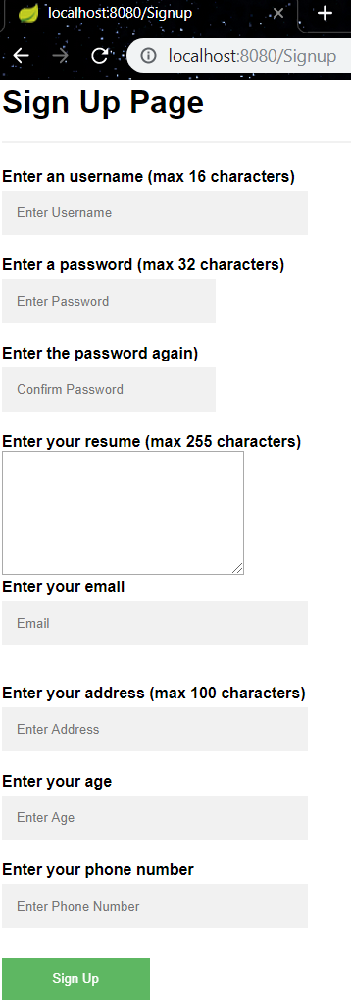 localhost:8080/Signup
localhost:8080/Signup
Sign Up Page
Enter an username (max 16 characters)
Enter Username
Enter a password (max 32 characters)
Enter Password
Enter the password again)
Confirm Password
Enter your resume (max 255 characters)
Enter your email
Email
Enter your address (max 100 characters)
Enter Address
Enter your age
Enter Age
Enter your phone number
Enter Phone Number
Sign Up